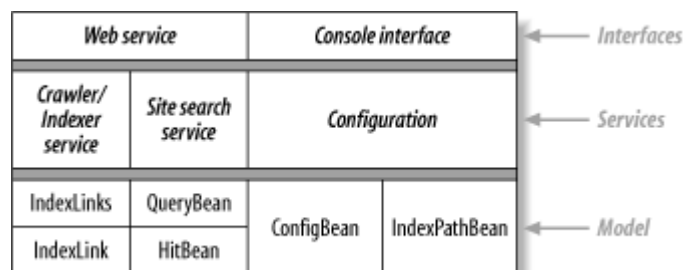 Web service
Console interface
Interfaces
Crawler/
Indexer
service
Site search
service
Configuration
Services
IndexLinks
QueryBean
ConfigBean
IndexPathBean
Model
IndexLink
HitBean